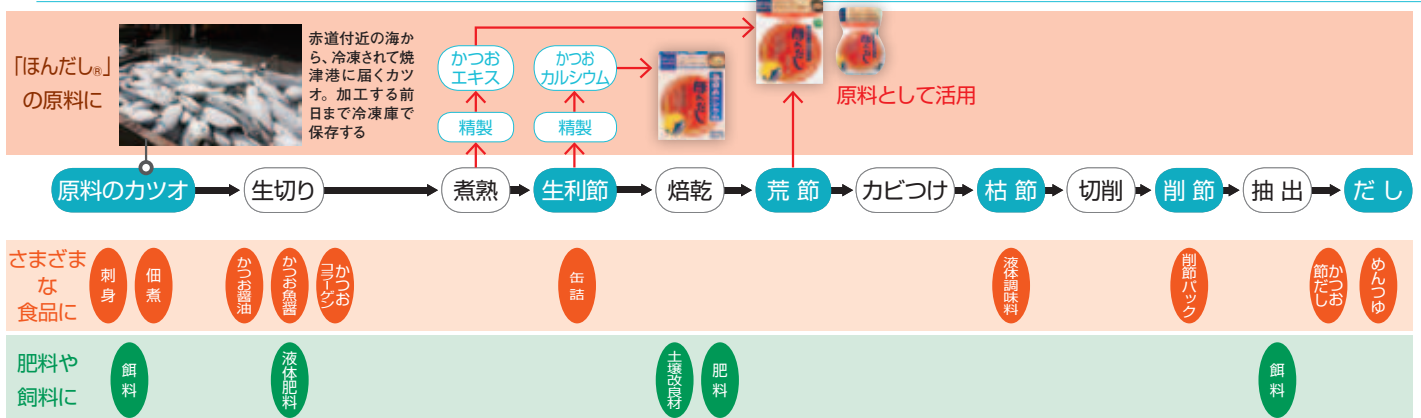 「ほんだし®」
の原料に
赤道付近の海か
ら、冷凍されて焼
津港に届くカツ
オ。加工する前
日まで冷凍庫で
保存する
かつお
エキス
かつお
カルシウム
精製
精製
ほんだし
原料として活用
原料のカツオ
生切り
煮熟
生利節
焙乾
荒節
カビつけ
枯節
切削
削節
抽出
だし
さまざま
な
食品に
刺身
佃煮
かつお醤油
かつお魚醤
かつお
コラーゲン
缶詰
液体調味料
削節パック
かつお
節だし
めんつゆ
肥料や
飼料に
餌料
液体肥料
土壌改良材
肥料
餌料